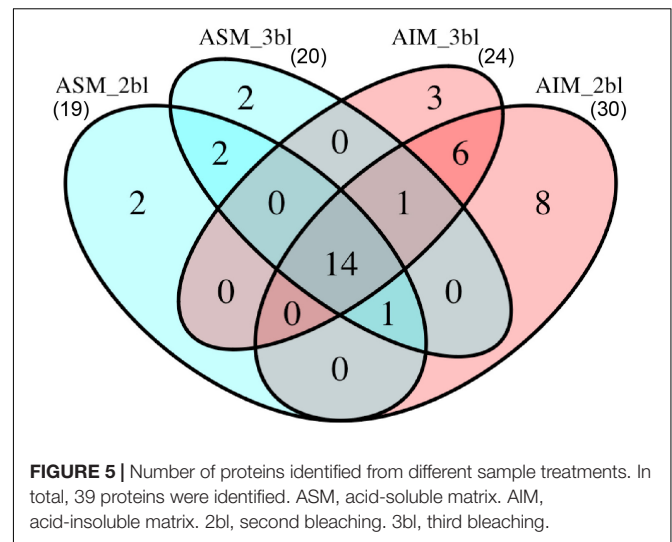 ASM_3bl
(20)
AIM_3bl
(24)
ASM_2bl
(19)
AIM_2bl
(30)
2
3
0
2
6
2
0
1
8
14
0
0
0
1
0
FIGURE 5 | Number of proteins identified from different sample treatments. In
total, 39 proteins were identified. ASM, acid-soluble matrix. AIM,
acid-insoluble matrix. 2bl, second bleaching. 3bl, third bleaching.